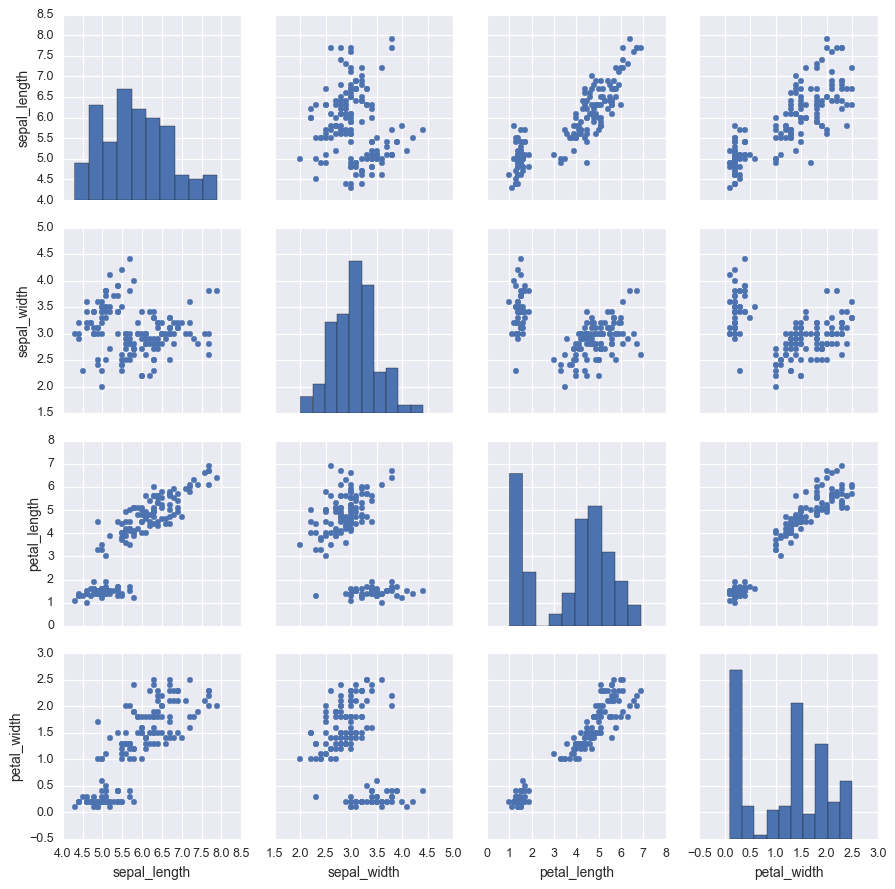 8.5
8.0
7.5
7.0
6.5
6.0
5.5
5.0
4.5
4.0
sepal_length
5.0
4.5
4.0
3.5
3.0
2.5
2.0
1.5
sepal_width
8
7
6
5
4
3
2
1
0
petal_length
3.0
2.5
2.0
1.5
1.0
0.5
0.0
−0.5
petal_width
4.0 4.5 5.0 5.5 6.0 6.5 7.0 7.5 8.0 8.5
sepal_length
1.5 2.0 2.5 3.0 3.5 4.0 4.5 5.0
sepal_width
0 1 2 3 4 5 6 7 8
petal_length
−0.5 0.0 0.5 1.0 1.5 2.0 2.5 3.0
petal_width